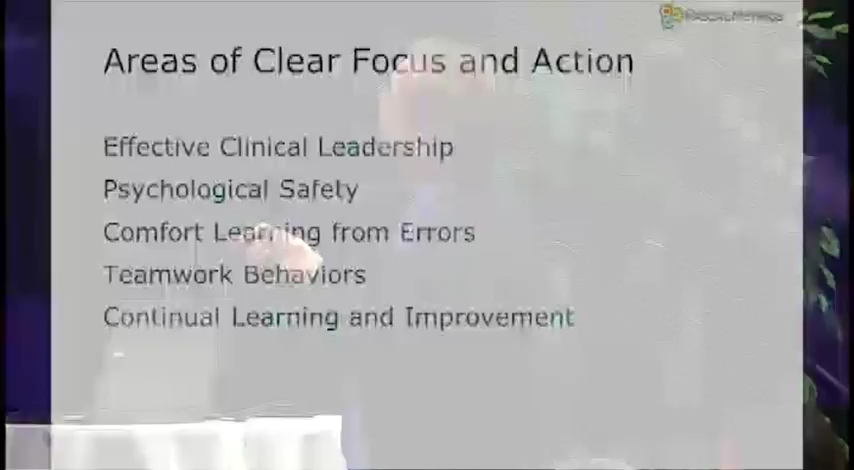 Areas of Clear Focus and Action
Effective Clinical Leadership
Psychological Safety
Comfort Learning from Errors
Teamwork Behaviors
Continual Learning and Improvement